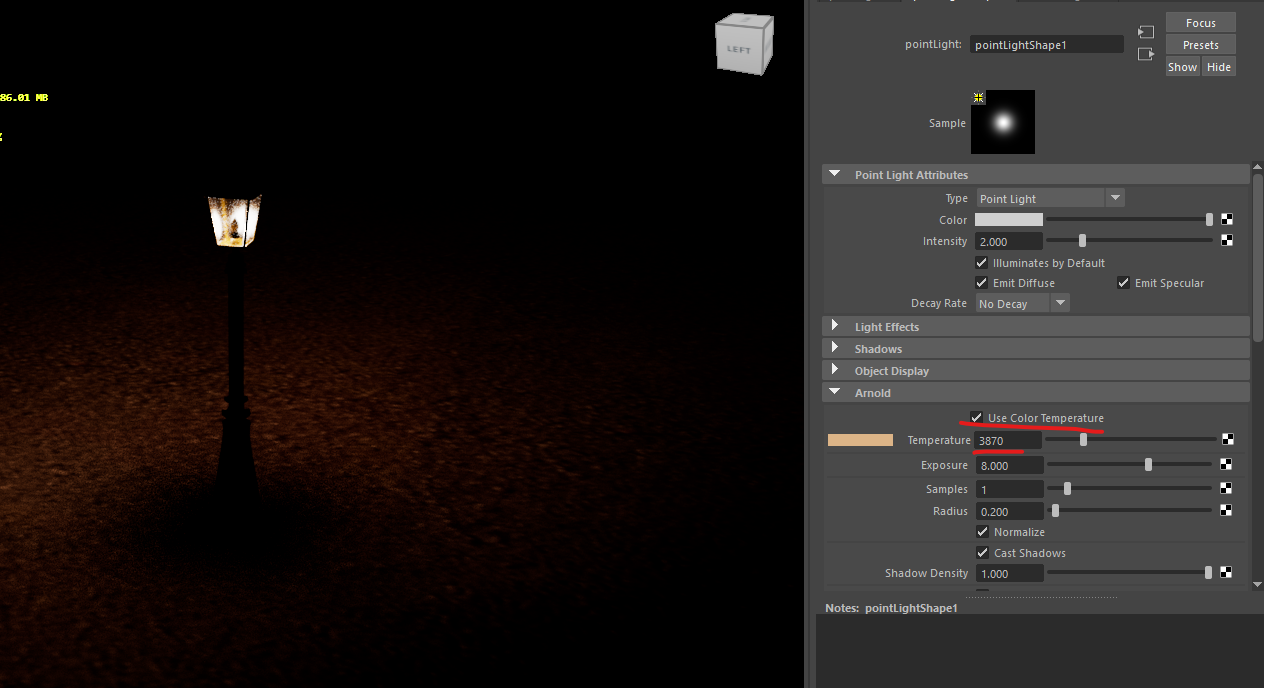 Focus
pointLight: pointLightShape1
Presets
Show Hide
LEFT
86.01 MB
Sample
Point Light Attributes
Type Point Light
Color
Intensity 2.000
Illuminates by Default
Emit Diffuse Emit Specular
Decay Rate No Decay
Light Effects
Shadows
Object Display
Arnold
Use Color Temperature
Temperature 3870
Exposure 8.000
Samples 1
Radius 0.200
Normalize
Cast Shadows
Shadow Density 1.000
Notes: pointLightShape1